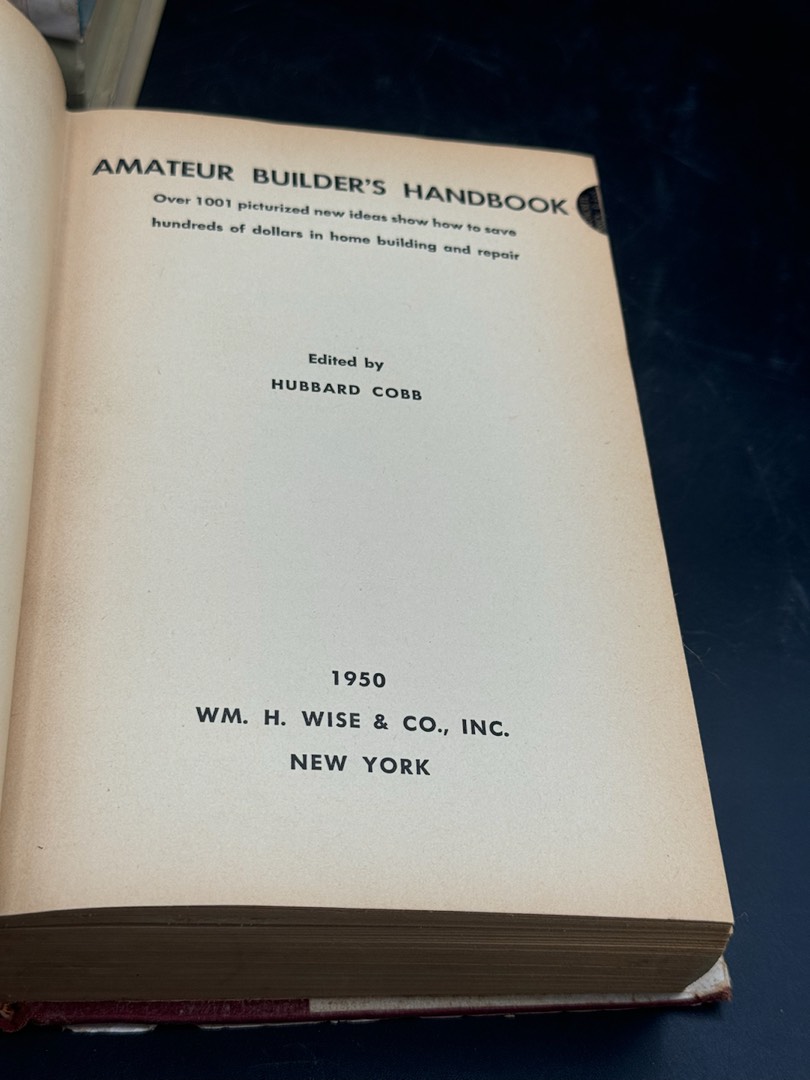 AMATEUR BUILDER'S HANDBOOK
Over 1001 picturized new ideas show how to save
hundreds of dollars in home building and repair
Edited by
HUBBARD COBB
1950
WM. H. WISE & CO., INC.
NEW YORK